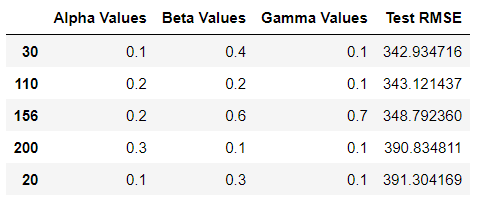 Alpha Values Beta Values Gamma Values Test RMSE
30 0.1 0.4 0.1 342.934716
110 0.2 0.2 0.1 343.121437
156 0.2 0.6 0.7 348.792360
200 0.3 0.1 0.1 390.834811
20 0.1 0.3 0.1 391.304169